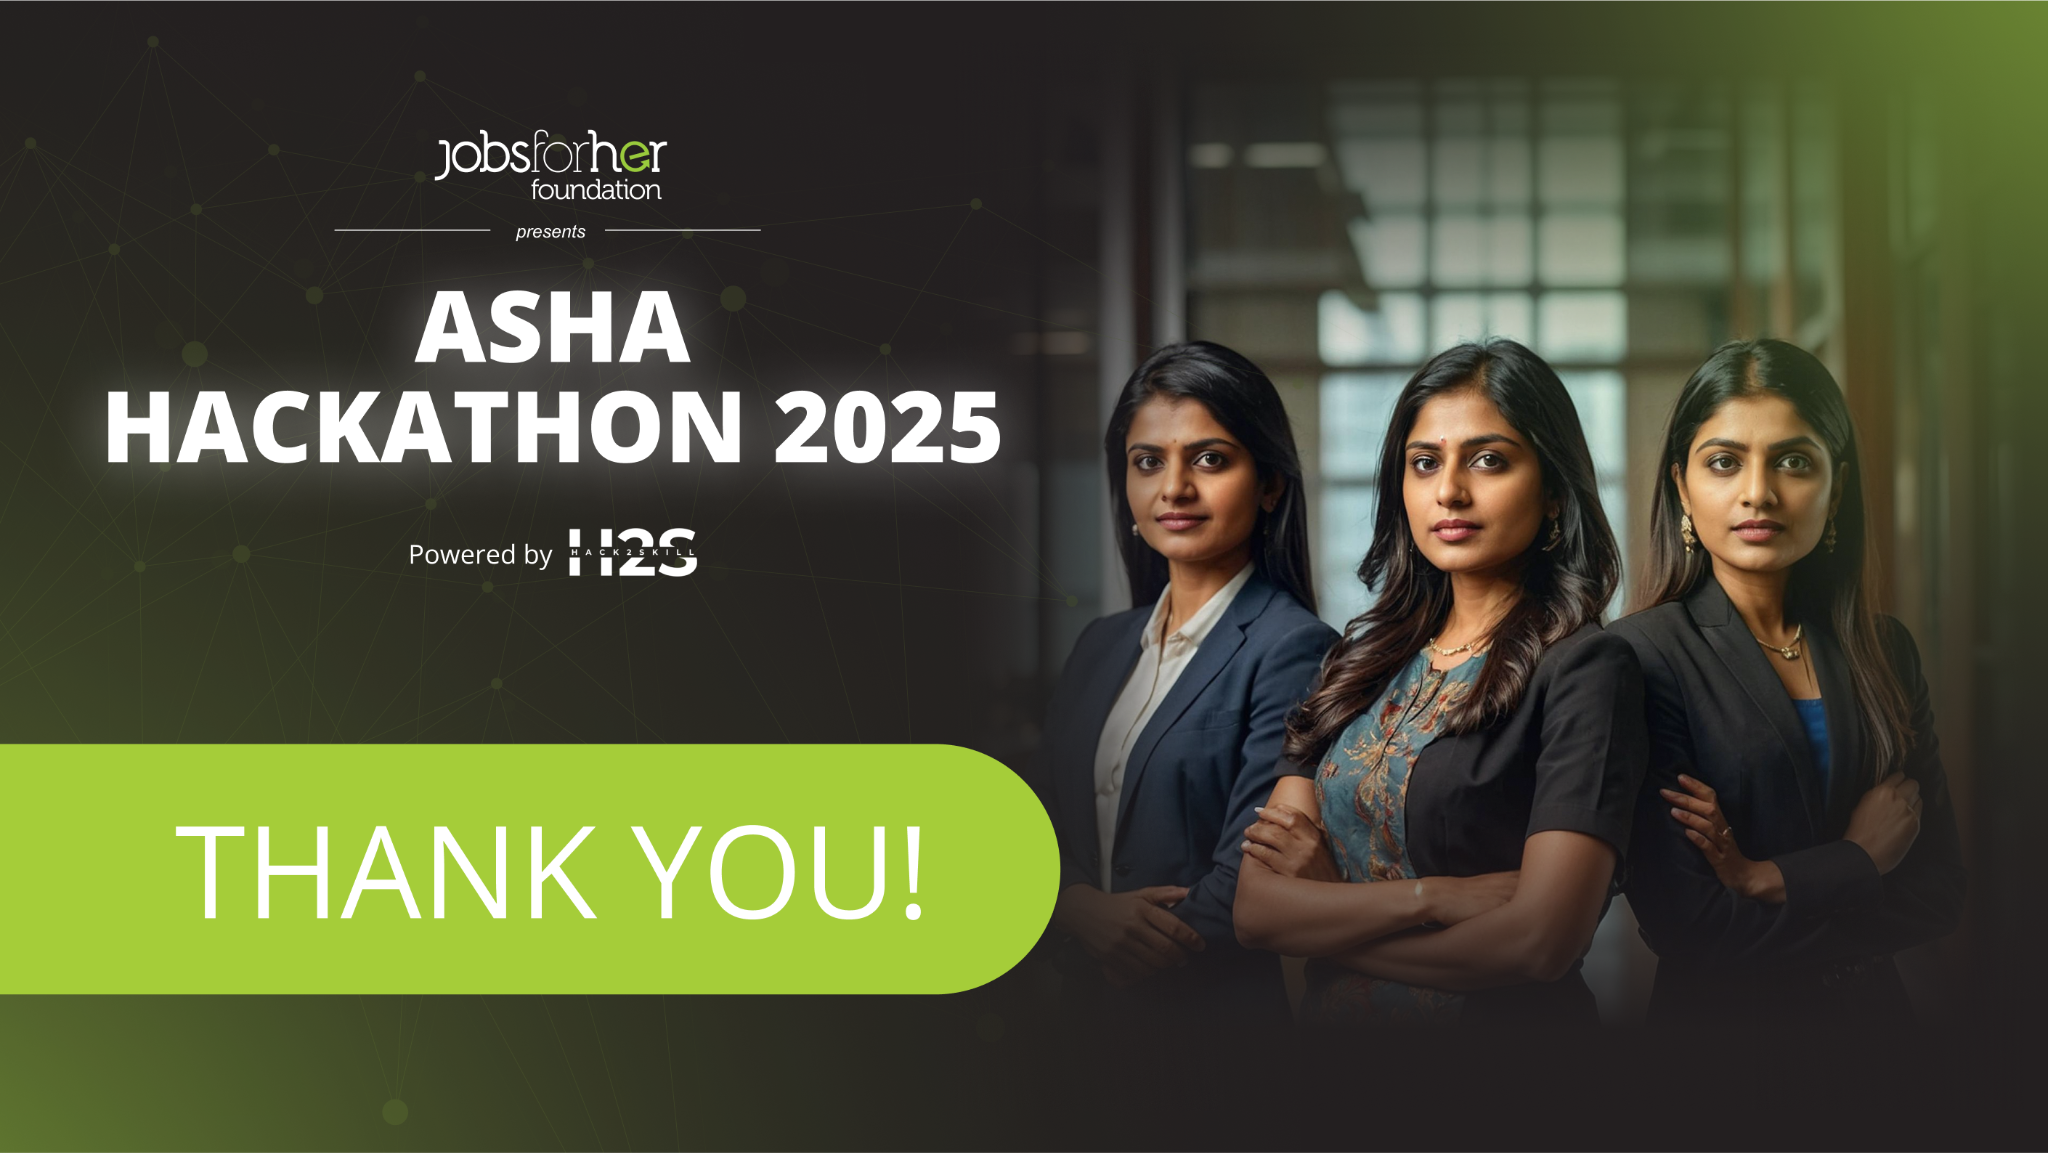 jobsforher
foundation
presents
ASHA
HACKATHON 2025
Powered by H2S
HACK2SKILL
THANK YOU!